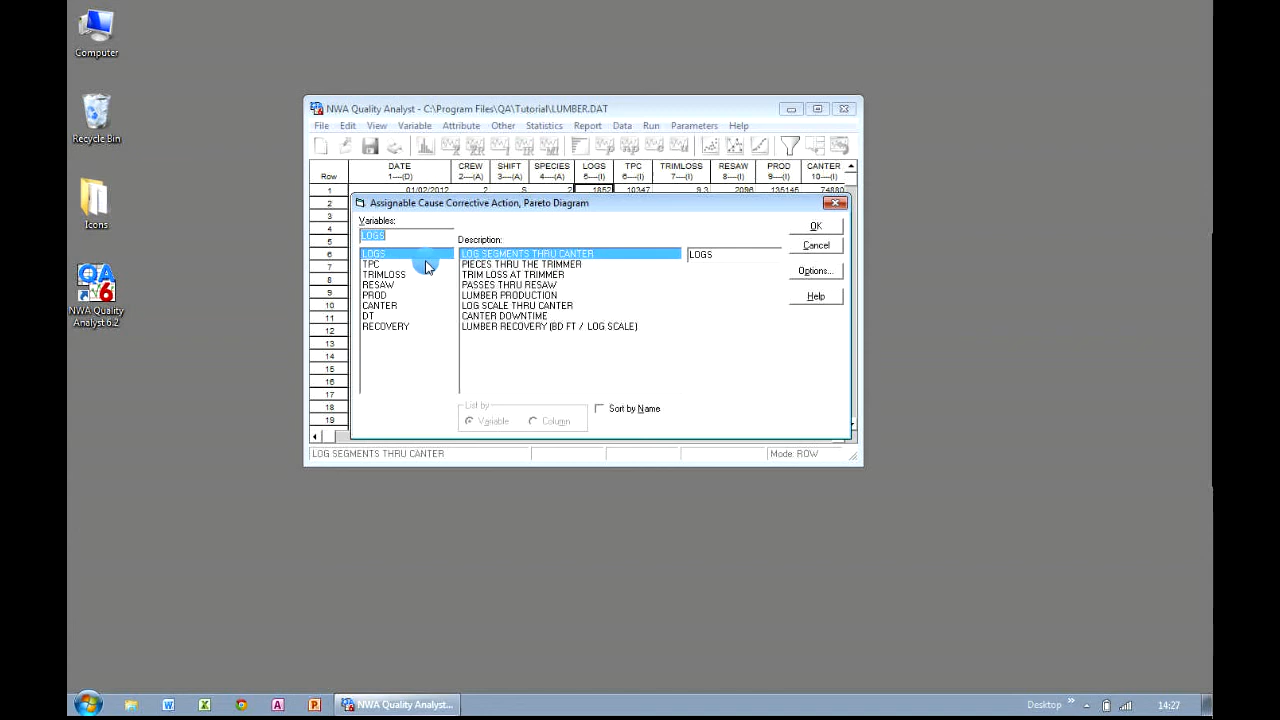 Computer
Recycle Bin
Icons
NWA Quality
Analyst 6.2
NWA Quality Analyst - C:\Program Files\QA\Tutorial\LUMBER.DAT
File Edit View Variable Attribute Other Statistics Report Data Run Parameters Help
DATE CREW SHIFT SPECIES LOGS TPC TRIMLOSS RESAW PROD CANTER
Row 1----(D) 2----(A) 3----(A) 4----(A) 5----(I) 6----(I) 7----(I) 8----(I) 9----(I) 10----(I)
1 01/02/2012 2 S 2 1852 10347 9.3 2086 135145 74880
2
3
4
5
6
7
8
9
10
11
12
13
14
15
16
17
18
19
Assignable Cause Corrective Action, Pareto Diagram
Variables:
LOGS
Description:
LOGS LOG SEGMENTS THRU CANTER LOGS
TPC PIECES THRU THE TRIMMER
TRIMLOSS TRIM LOSS AT TRIMMER
RESAW PASSES THRU RESAW
PROD LUMBER PRODUCTION
CANTER LOG SCALE THRU CANTER
DT CANTER DOWNTIME
RECOVERY LUMBER RECOVERY (BD FT / LOG SCALE)
OK
Cancel
Options...
Help
List by
Variable Column
Sort by Name
LOG SEGMENTS THRU CANTER Mode: ROW
NWA Quality Analyst... Desktop 14:27